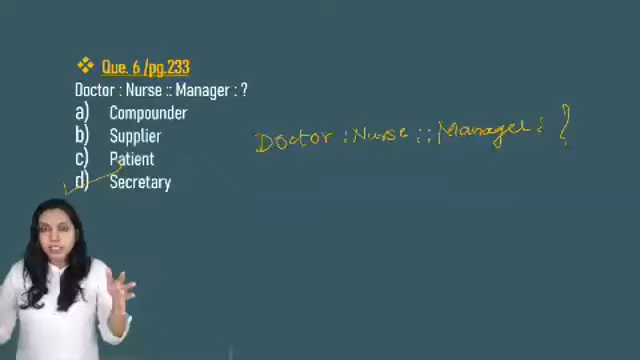 ❖ Que. 6 /pg.233
Doctor : Nurse :: Manager : ?
a) Compounder
b) Supplier
c) Patient
d) Secretary
Doctor : Nurse :: Manager : ?